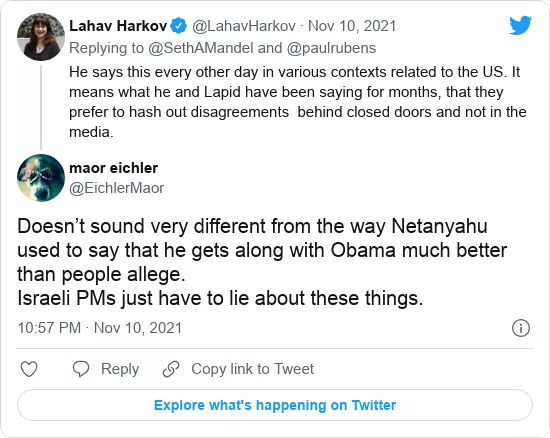 Lahav Harkov @LahavHarkov · Nov 10, 2021
Replying to @SethAMandel and @paulrubens
He says this every other day in various contexts related to the US. It
means what he and Lapid have been saying for months, that they
prefer to hash out disagreements  behind closed doors and not in the
media.
maor eichler
@EichlerMaor
Doesn’t sound very different from the way Netanyahu
used to say that he gets along with Obama much better
than people allege.
Israeli PMs just have to lie about these things.
10:57 PM · Nov 10, 2021
Reply
Copy link to Tweet
Explore what's happening on Twitter